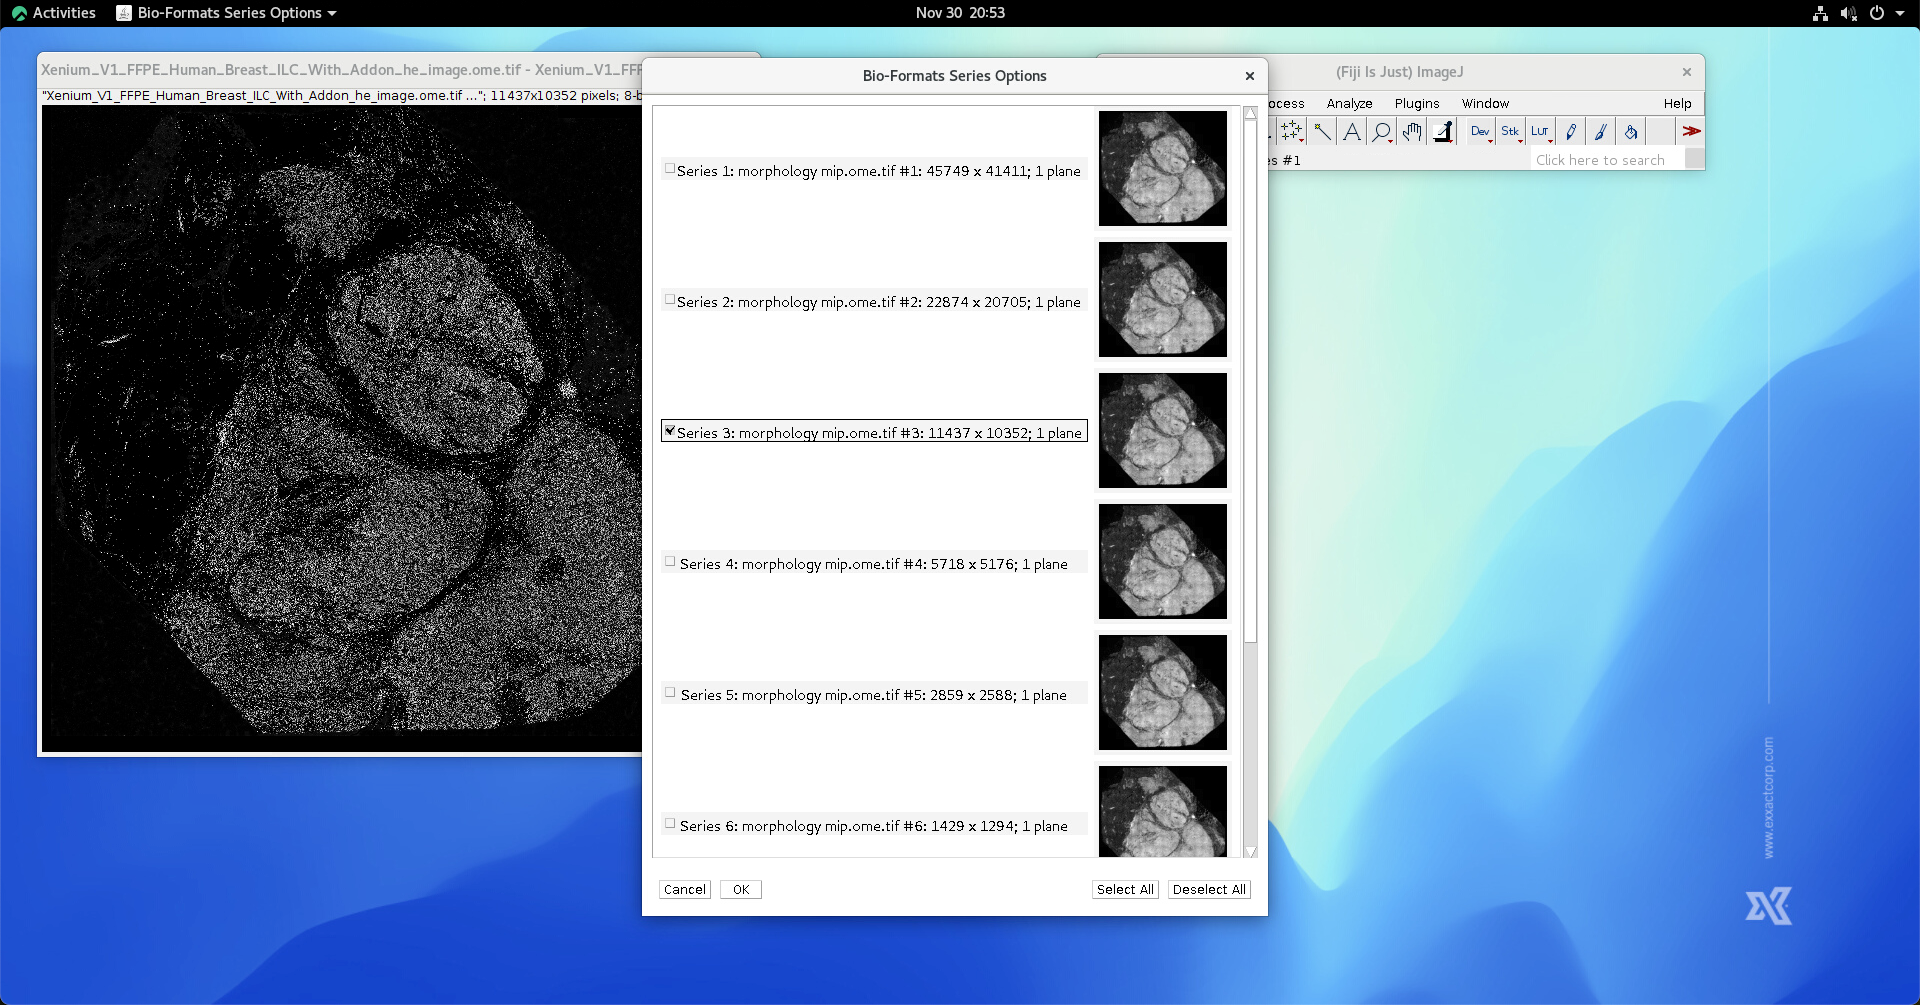 Activities
Bio-Formats Series Options
Nov 30 20:53
Xenium_V1_FFPE_Human_Breast_ILC_With_Addon_he_image.ome.tif - Xenium_V1_FFF
"Xenium_V1_FFPE_Human_Breast_ILC_With_Addon_he_image.ome.tif ..."; 11437x10352 pixels; 8-b
Bio-Formats Series Options
Series 1: morphology mip.ome.tif #1: 45749 x 41411; 1 plane
Series 2: morphology mip.ome.tif #2: 22874 x 20705; 1 plane
Series 3: morphology mip.ome.tif #3: 11437 x 10352; 1 plane
Series 4: morphology mip.ome.tif #4: 5718 x 5176; 1 plane
Series 5: morphology mip.ome.tif #5: 2859 x 2588; 1 plane
Series 6: morphology mip.ome.tif #6: 1429 x 1294; 1 plane
Cancel OK Select All Deselect All
(Fiji Is Just) ImageJ
ocess Analyze Plugins Window Help
Dev Stk LUT
es #1
Click here to search
www.exxactcorp.com